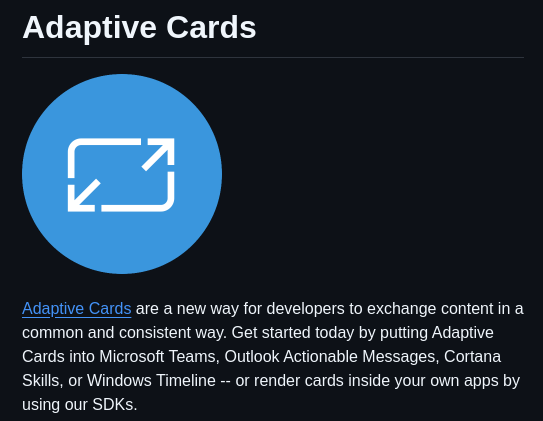 Adaptive Cards
Adaptive Cards are a new way for developers to exchange content in a
common and consistent way. Get started today by putting Adaptive
Cards into Microsoft Teams, Outlook Actionable Messages, Cortana
Skills, or Windows Timeline -- or render cards inside your own apps by
using our SDKs.